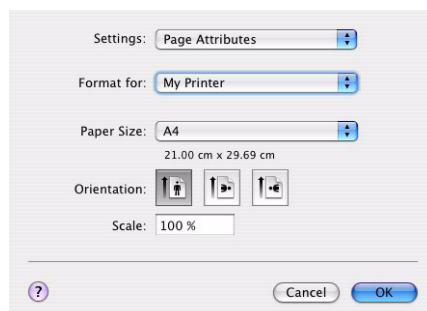 Settings: Page Attributes
Format for: My Printer
Paper Size: A4
21.00 cm x 29.69 cm
Orientation:
Scale: 100 %
? Cancel OK